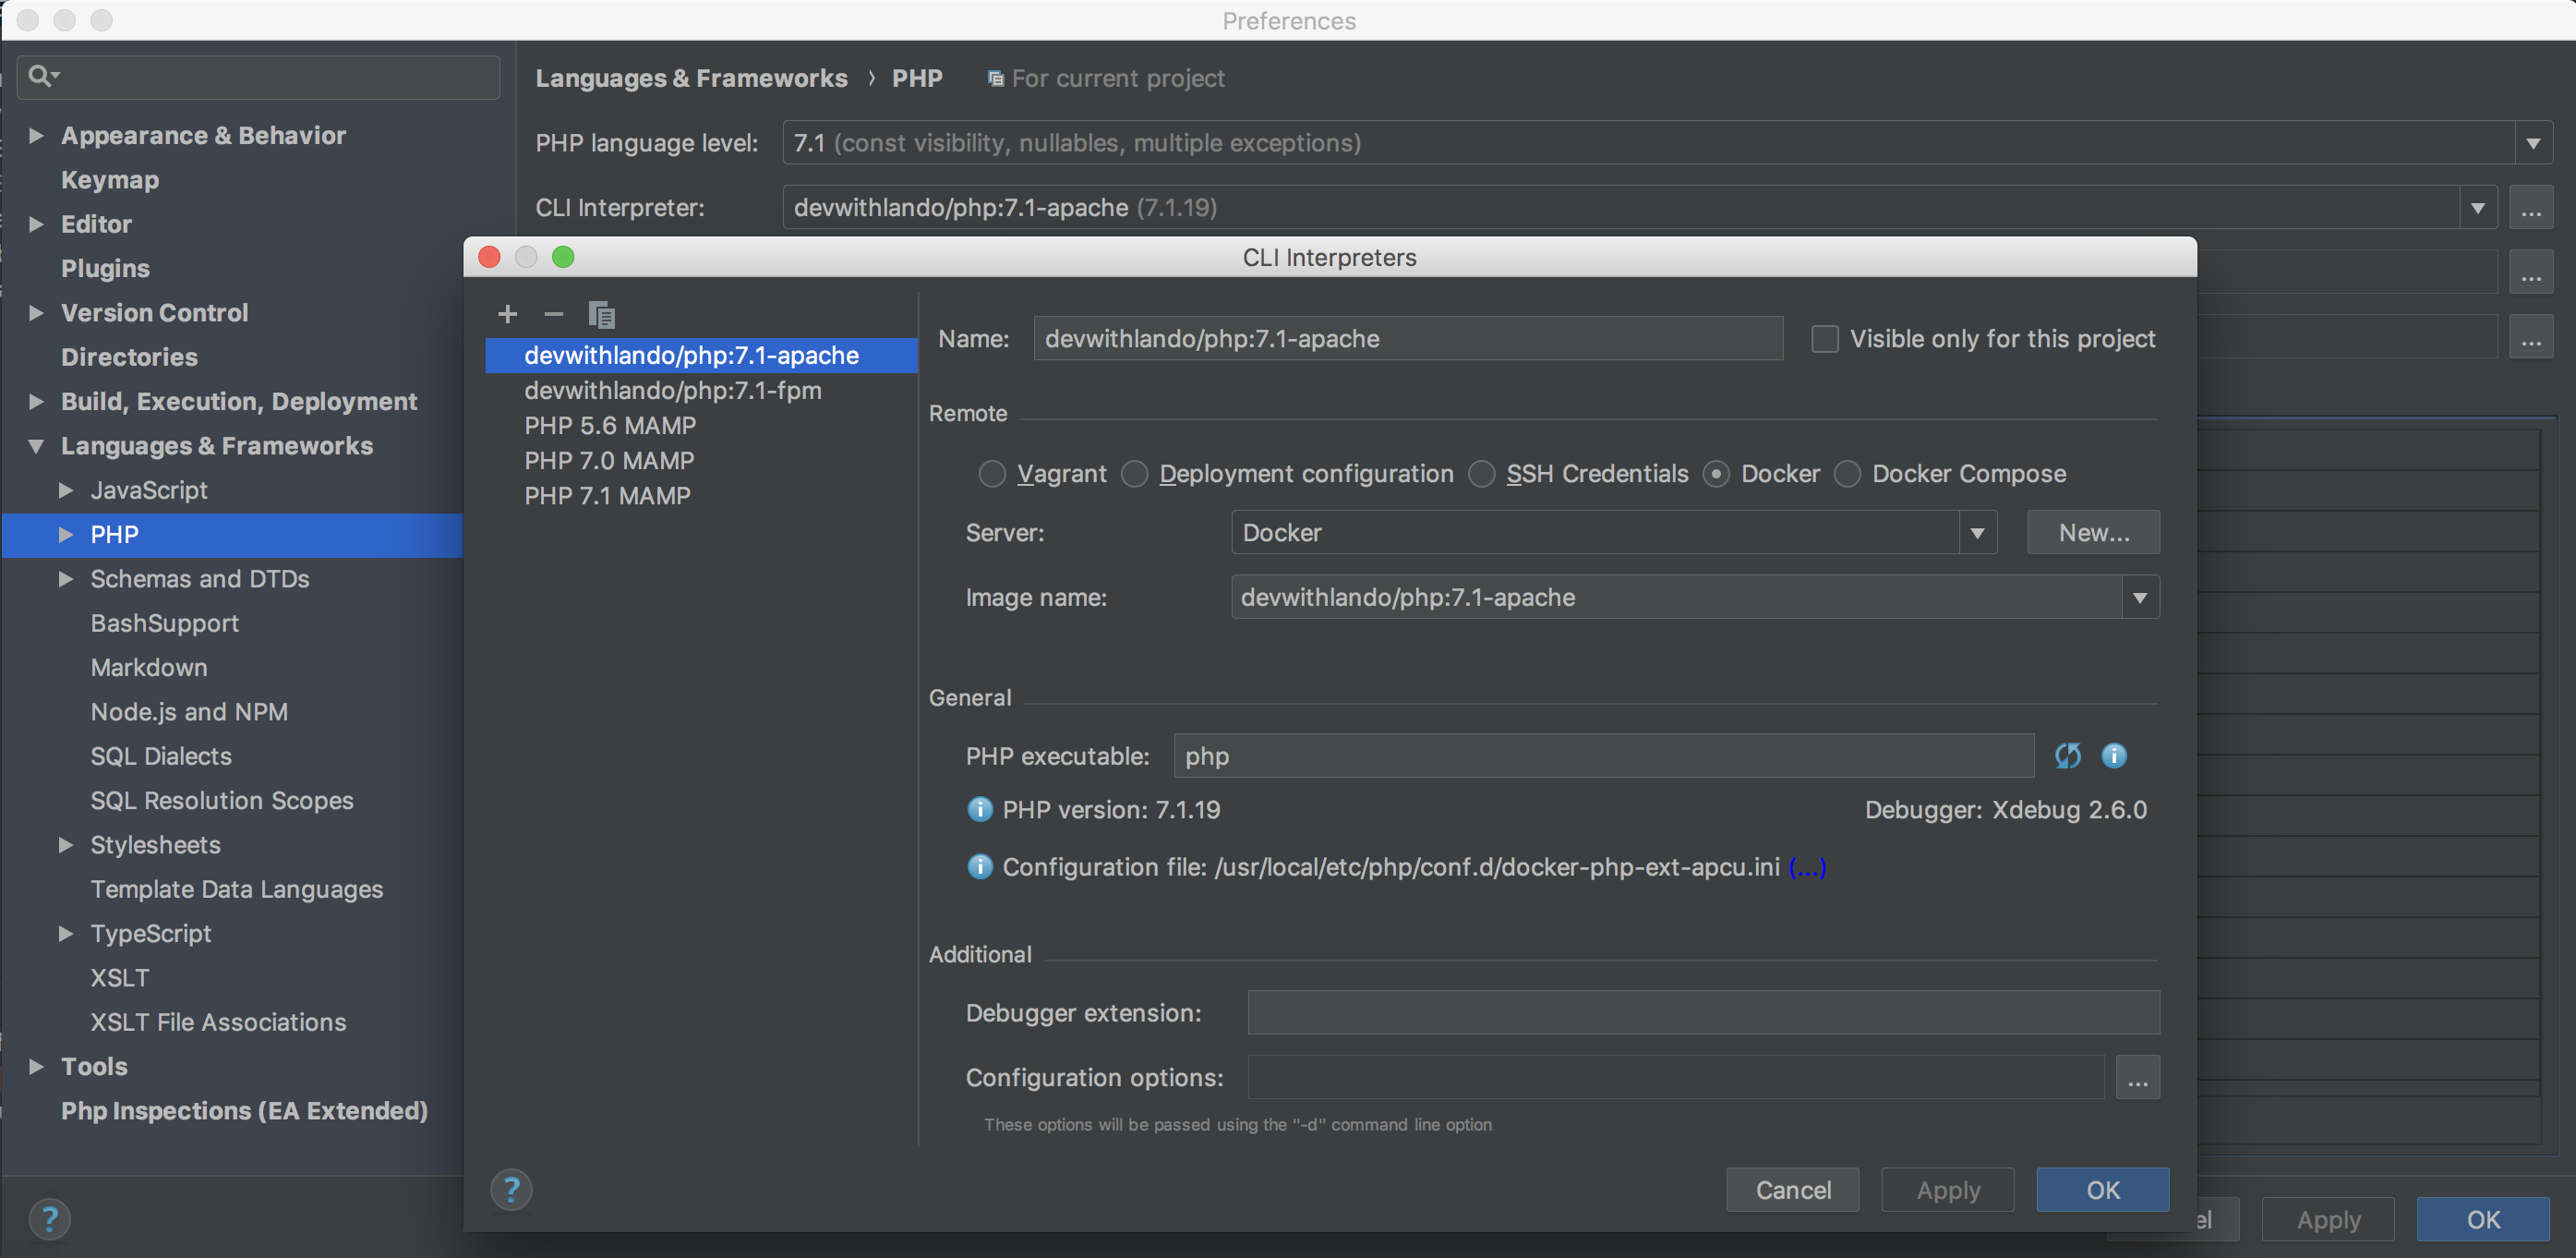 Preferences
Languages & Frameworks › PHP For current project
PHP language level: 7.1 (const visibility, nullables, multiple exceptions)
CLI Interpreter: devwithlando/php:7.1-apache (7.1.19) ...
...
...
Appearance & Behavior
Keymap
Editor
Plugins
Version Control
Directories
Build, Execution, Deployment
Languages & Frameworks
JavaScript
PHP
Schemas and DTDs
BashSupport
Markdown
Node.js and NPM
SQL Dialects
SQL Resolution Scopes
Stylesheets
Template Data Languages
TypeScript
XSLT
XSLT File Associations
Tools
Php Inspections (EA Extended)
CLI Interpreters
devwithlando/php:7.1-apache
devwithlando/php:7.1-fpm
PHP 5.6 MAMP
PHP 7.0 MAMP
PHP 7.1 MAMP
Name: devwithlando/php:7.1-apache Visible only for this project
Remote
Vagrant Deployment configuration SSH Credentials Docker Docker Compose
Server: Docker New...
Image name: devwithlando/php:7.1-apache
General
PHP executable: php
PHP version: 7.1.19 Debugger: Xdebug 2.6.0
Configuration file: /usr/local/etc/php/conf.d/docker-php-ext-apcu.ini (...)
Additional
Debugger extension:
Configuration options: ...
These options will be passed using the "-d" command line option
? Cancel Apply OK
? el Apply OK